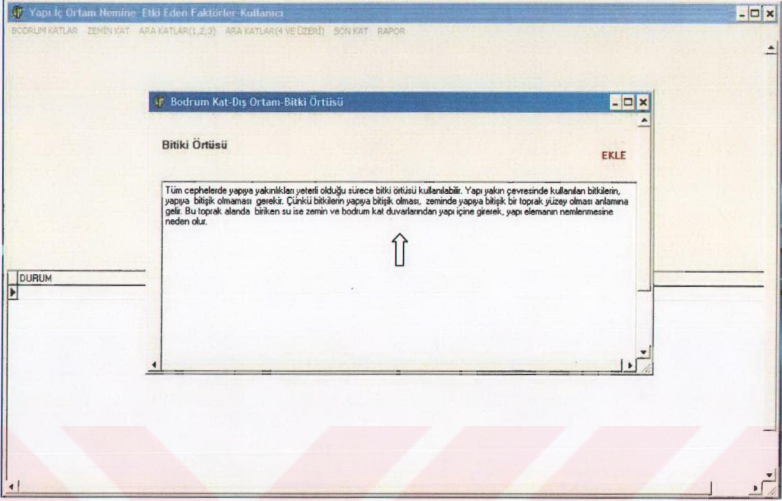 Yapı İç Ortam Nemine Etki Eden Faktörler-Kullanıcı
BODRUM KATLAR ZEMİN KAT ARA KATLAR(1,2,3) ARA KATLAR(4 VE ÜZERİ) SON KAT RAPOR
Bodrum Kat-Dış Ortam-Bitki Örtüsü
Bitiki Örtüsü
EKLE
Tüm cephelerde yapıya yakınlıkları yeterli olduğu sürece bitki örtüsü kullanılabilir. Yapı yakın çevresinde kullanılan bitkilerin,
yapıya bitişik olmaması gerekir. Çünkü bitkilerin yapıya bitişik olması, zeminde yapıya bitişik bir toprak yüzey olması anlamına
gelir. Bu toprak alanda biriken su ise zemin ve bodrum kat duvarlarından yapı içine girerek, yapı elemanın nemlenmesine
neden olur.
DURUM